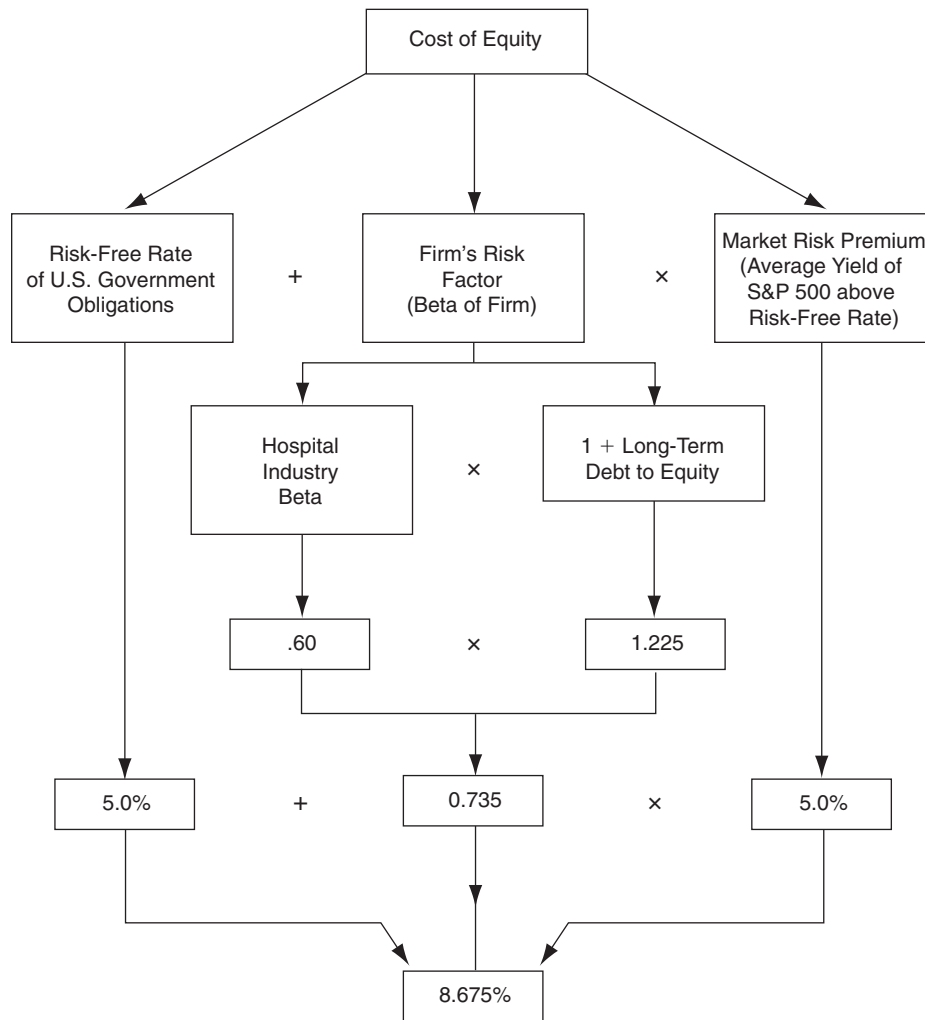 Cost of Equity
Risk-Free Rate
of U.S. Government
Obligations
+
Firm's Risk
Factor
(Beta of Firm)
×
Market Risk Premium
(Average Yield of
S&P 500 above
Risk-Free Rate)
Hospital
Industry
Beta
×
1 + Long-Term
Debt to Equity
.60
×
1.225
5.0%
+
0.735
×
5.0%
8.675%